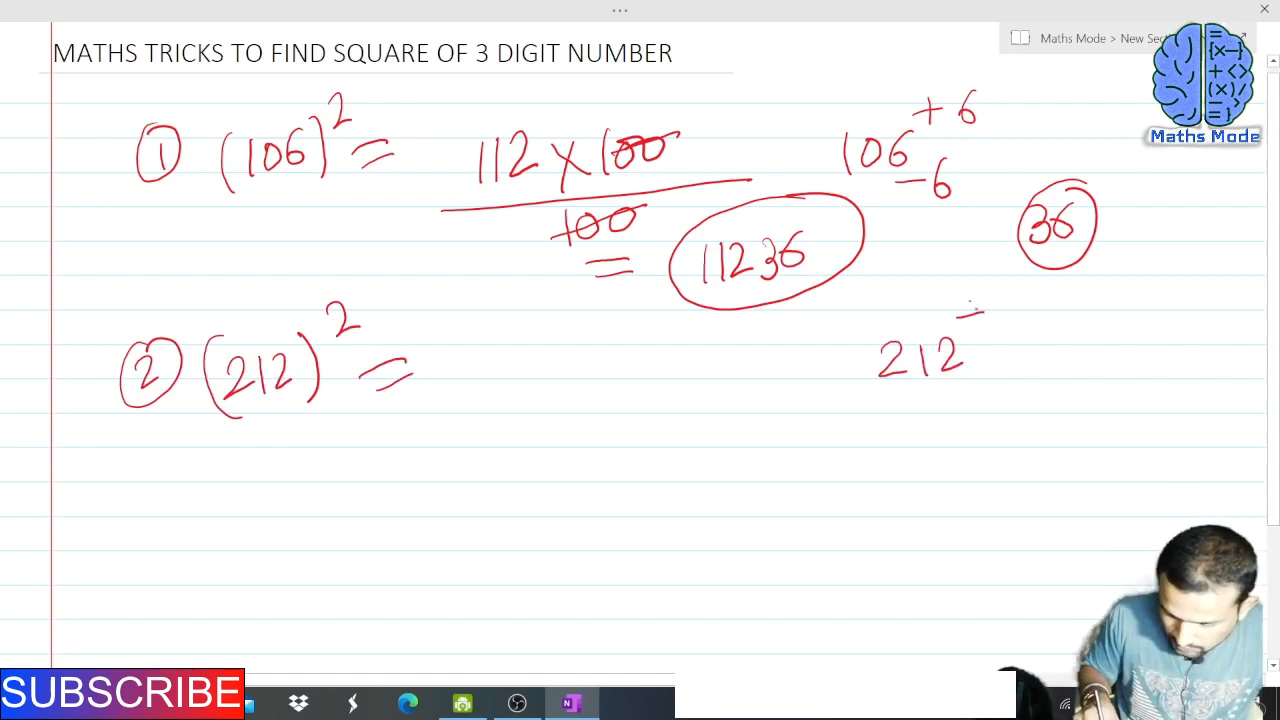 MATHS TRICKS TO FIND SQUARE OF 3 DIGIT NUMBER
Maths Mode > New Secti
Maths Mode
① (106)² = 112 × 100
100
= 11236
106 + 6
− 6
36
② (212)² =
212 −
SUBSCRIBE